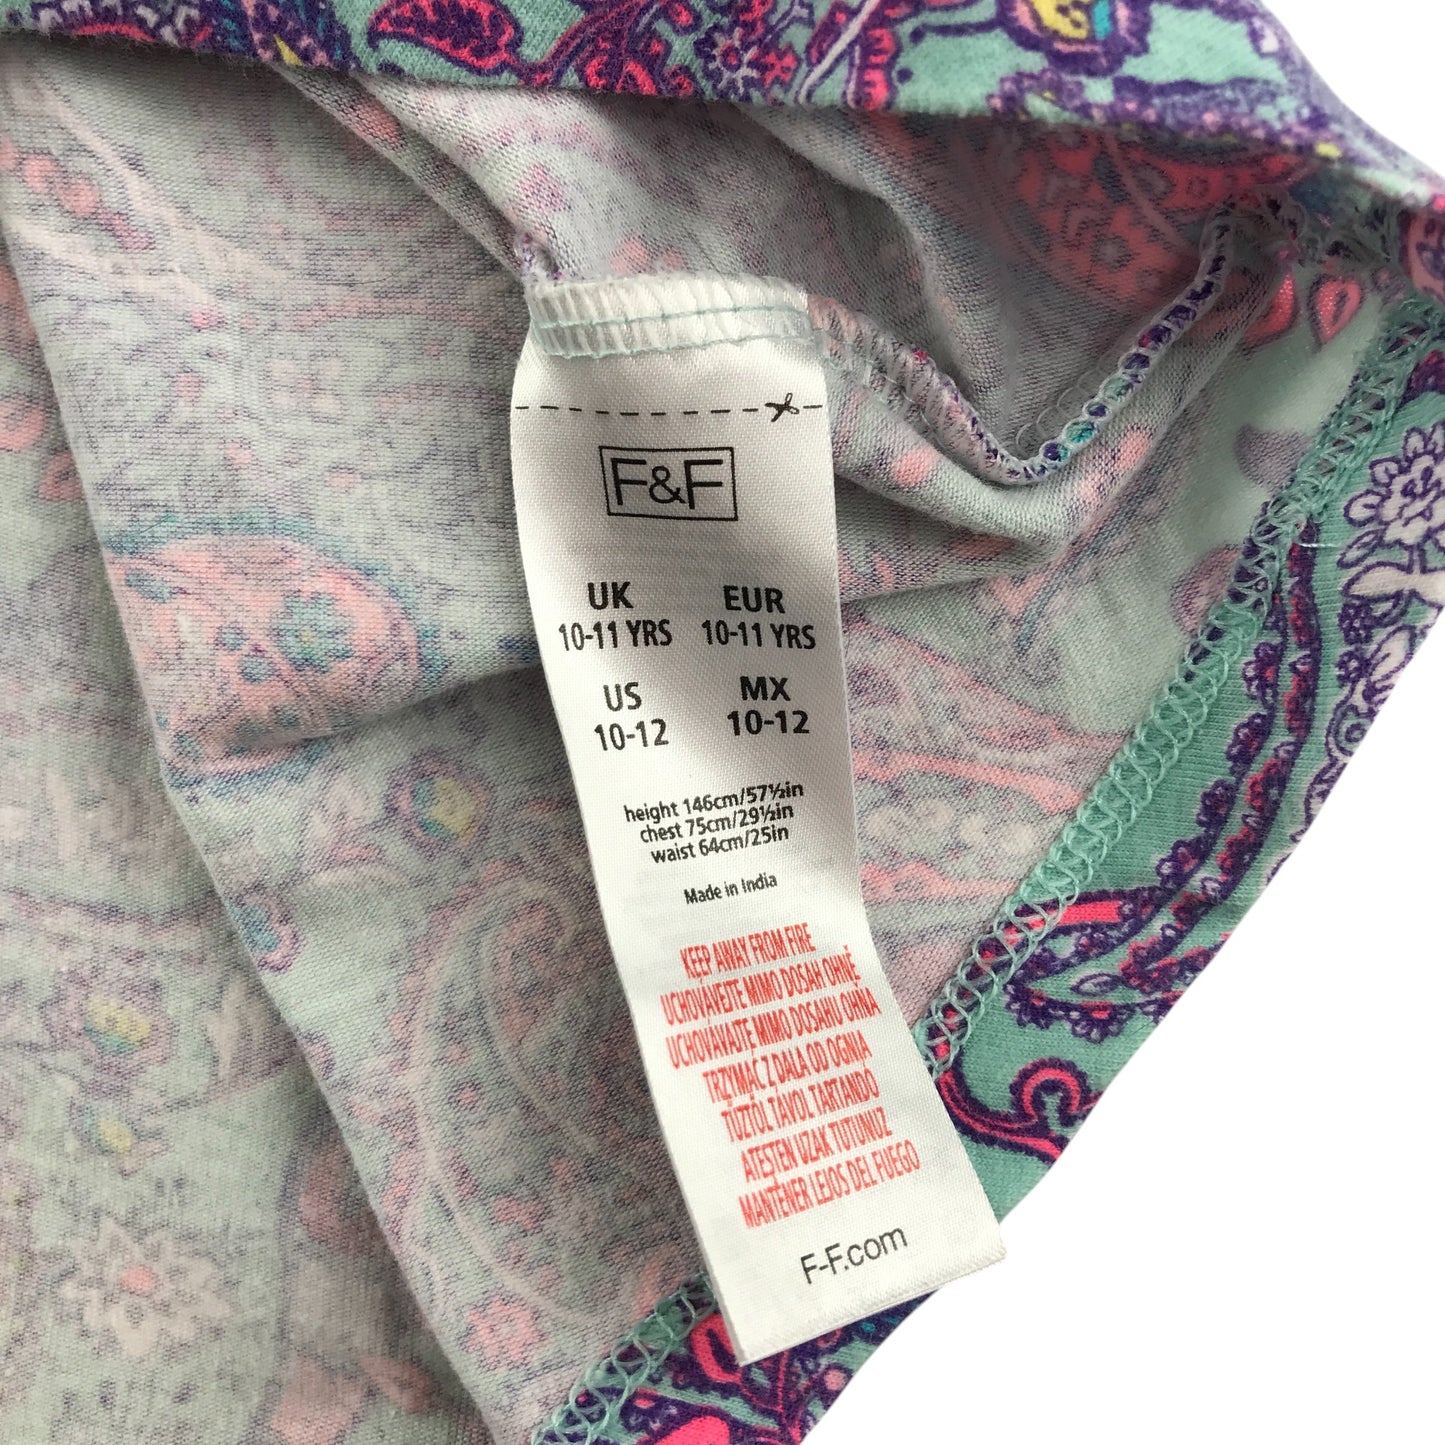 F&F
UK EUR
10-11 YRS 10-11 YRS
US MX
10-12 10-12
height 146cm/57½in
chest 75cm/29½in
waist 64cm/25in
Made in India
KEEP AWAY FROM FIRE
UCHOVÁVEJTE MIMO DOSAH OHNĚ
UCHOVÁVAJTE MIMO DOSAHU OHŇA
TRZYMAĆ Z DALA OD OGNIA
TŰZTŐL TÁVOL TARTANDÓ
ATEŞTEN UZAK TUTUNUZ
MANTENER LEJOS DEL FUEGO
F-F.com